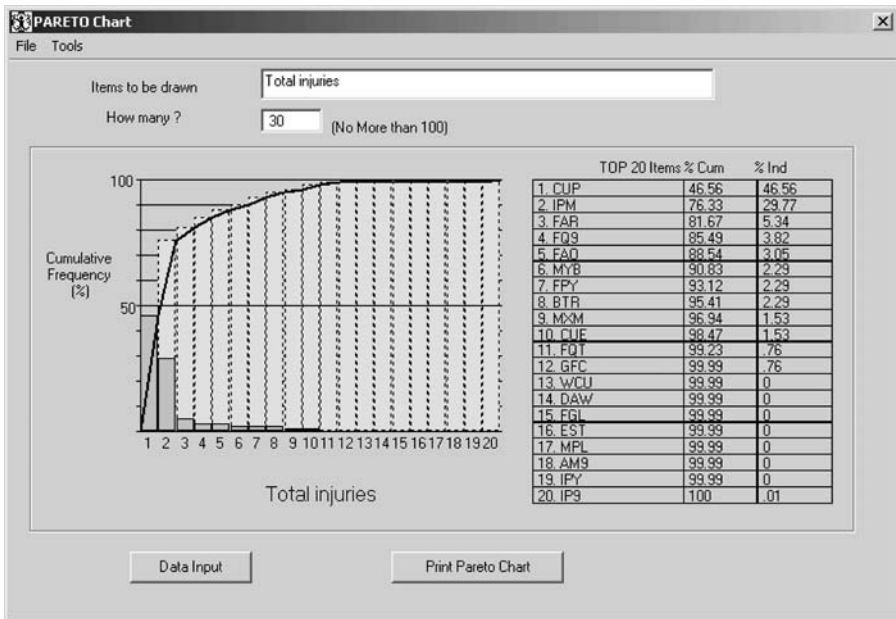 PARETO Chart
File Tools
Items to be drawn Total injuries
How many ? 30 (No More than 100)
TOP 20 Items % Cum % Ind
100
Cumulative
Frequency
(%)
50
1 2 3 4 5 6 7 8 9 10 11 12 13 14 15 16 17 18 19 20
Total injuries
1. CUP 46.56 46.56
2. IPM 76.33 29.77
3. FAR 81.67 5.34
4. FQ9 85.49 3.82
5. FAO 88.54 3.05
6. MYB 90.83 2.29
7. FPY 93.12 2.29
8. BTR 95.41 2.29
9. MXM 96.94 1.53
10. CUE 98.47 1.53
11. FQT 99.23 .76
12. GFC 99.99 .76
13. WCU 99.99 0
14. DAW 99.99 0
15. FGL 99.99 0
16. EST 99.99 0
17. MPL 99.99 0
18. AM9 99.99 0
19. IPY 99.99 0
20. IP9 100 .01
Data Input Print Pareto Chart